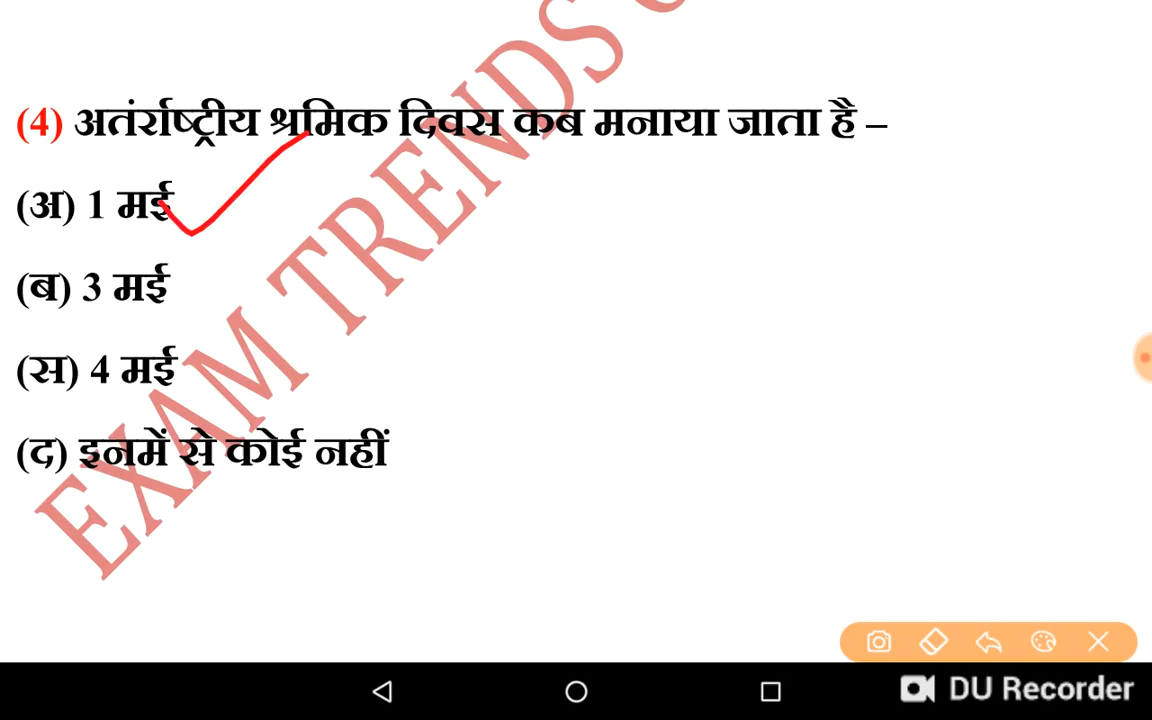 (4) अतंर्राष्ट्रीय श्रमिक दिवस कब मनाया जाता है –
(अ) 1 मई
(ब) 3 मई
(स) 4 मई
(द) इनमें से कोई नहीं
EXAM TRENDS
DU Recorder